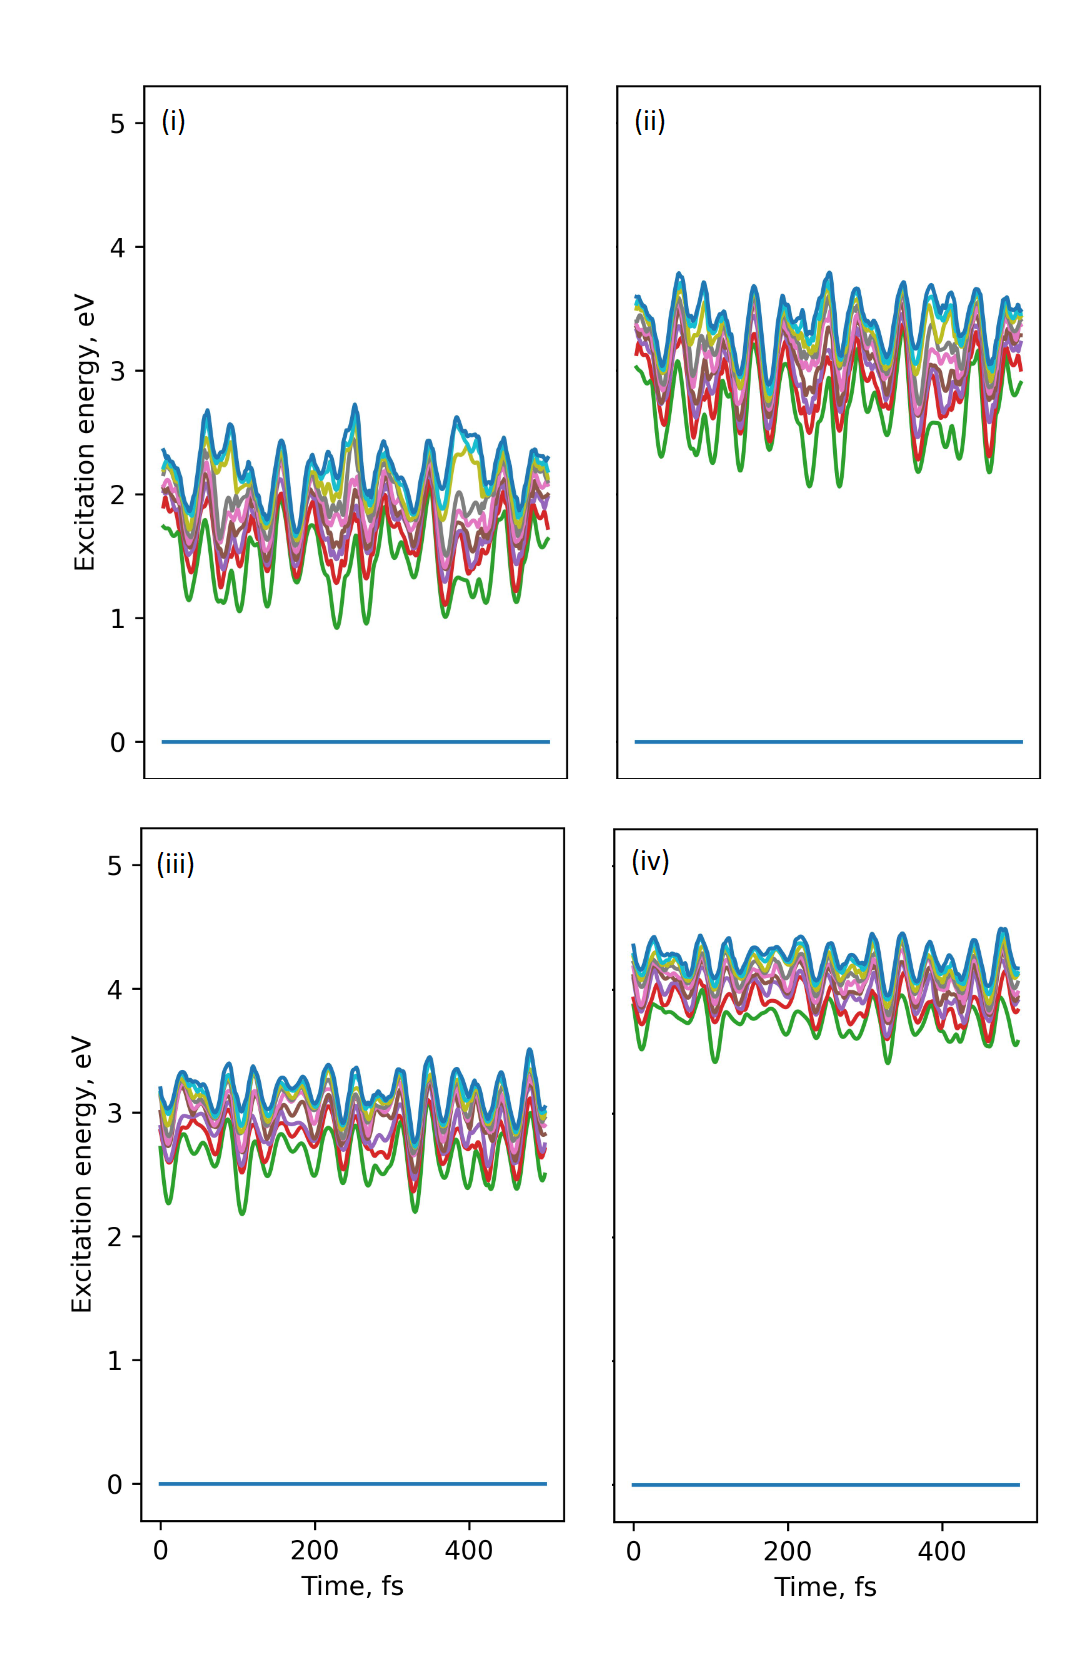 (i)
(ii)
5
4
3
2
1
0
Excitation energy, eV
(iii)
(iv)
5
4
3
2
1
0
Excitation energy, eV
0 200 400
0 200 400
Time, fs
Time, fs